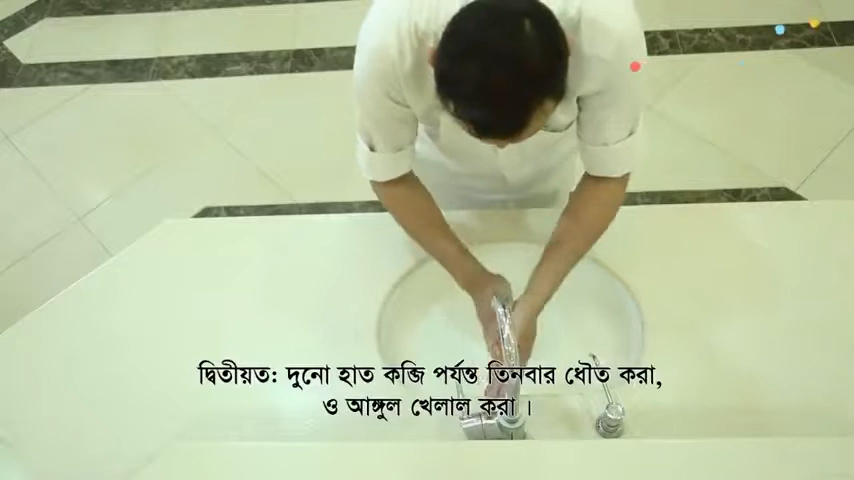 দ্বিতীয়ত: দুনো হাত কব্জি পর্যন্ত তিনবার ধৌত করা,
ও আঙ্গুল খেলাল করা ।